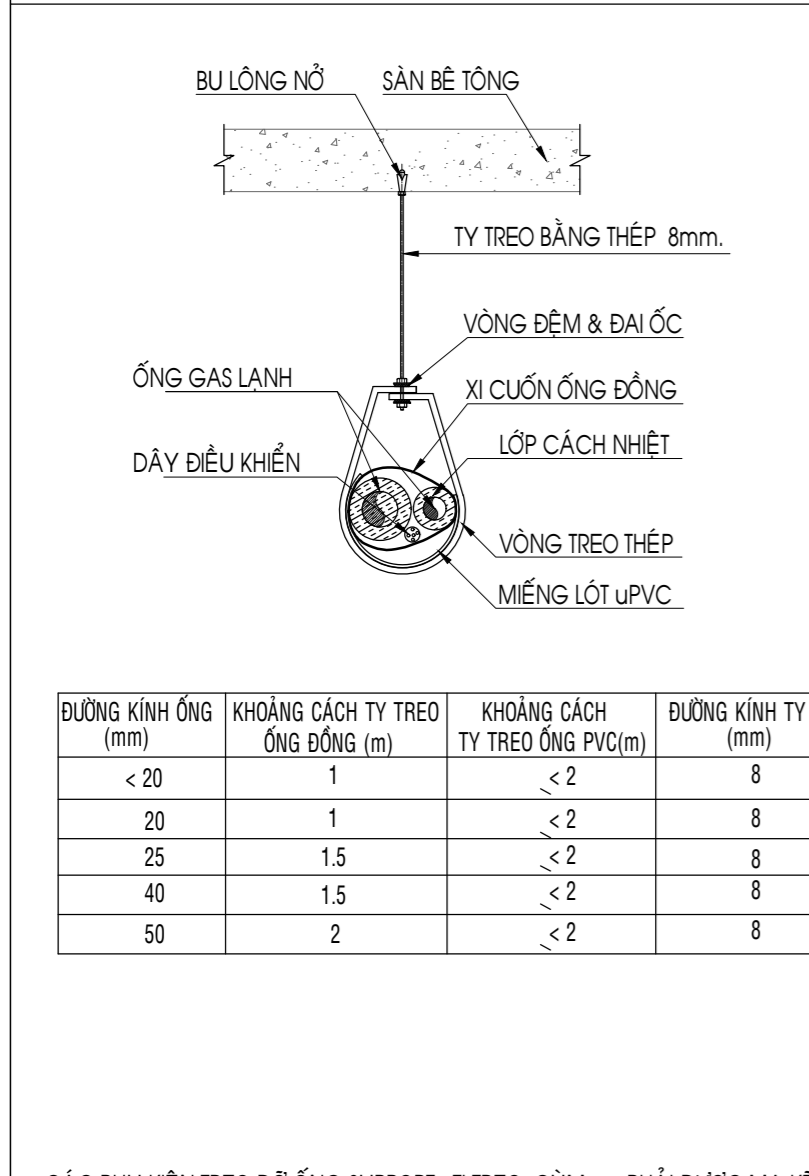 BU LÔNG NỞ
SÀN BÊ TÔNG
TY TREO BẰNG THÉP 8mm.
VÒNG ĐỆM & ĐAI ỐC
ỐNG GAS LẠNH
XI CUỐN ỐNG ĐỒNG
LỚP CÁCH NHIỆT
DÂY ĐIỀU KHIỂN
VÒNG TREO THÉP
MIẾNG LÓT uPVC
ĐƯỜNG KÍNH ỐNG (mm) KHOẢNG CÁCH TY TREO ỐNG ĐỒNG (m) KHOẢNG CÁCH TY TREO ỐNG PVC(m) ĐƯỜNG KÍNH TY (mm)
< 20 1 ≤ 2 8
20 1 ≤ 2 8
25 1.5 ≤ 2 8
40 1.5 ≤ 2 8
50 2 ≤ 2 8